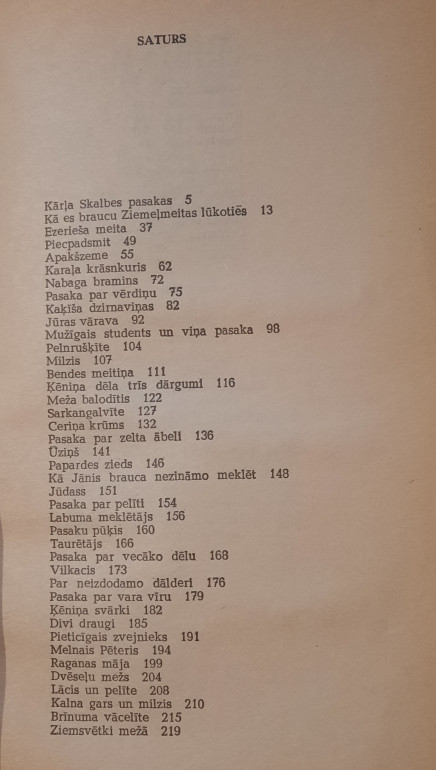 SATURS
Kārļa Skalbes pasakas 5
Kā es braucu Ziemeļmeitas lūkoties 13
Ezerieša meita 37
Piecpadsmit 49
Apakšzeme 55
Karaļa krāsnkuris 62
Nabaga bramins 72
Pasaka par vērdiņu 75
Kaķīša dzirnaviņas 82
Jūras vārava 92
Mužīgais students un viņa pasaka 98
Pelnrušķīte 104
Milzis 107
Bendes meitiņa 111
Ķēniņa dēla trīs dārgumi 116
Meža balodītis 122
Sarkangalvīte 127
Ceriņa krūms 132
Pasaka par zelta ābeli 136
Ūziņš 141
Papardes zieds 146
Kā Jānis brauca nezināmo meklēt 148
Jūdass 151
Pasaka par pelīti 154
Labuma meklētājs 156
Pasaku pūķis 160
Taurētājs 166
Pasaka par vecāko dēlu 168
Vilkacis 173
Par neizdodamo dālderi 176
Pasaka par vara vīru 179
Ķēniņa svārki 182
Divi draugi 185
Pieticīgais zvejnieks 191
Melnais Pēteris 194
Raganas māja 199
Dvēseļu mežs 204
Lācis un pelīte 208
Kalna gars un milzis 210
Brīnuma vācelīte 215
Ziemsvētki mežā 219